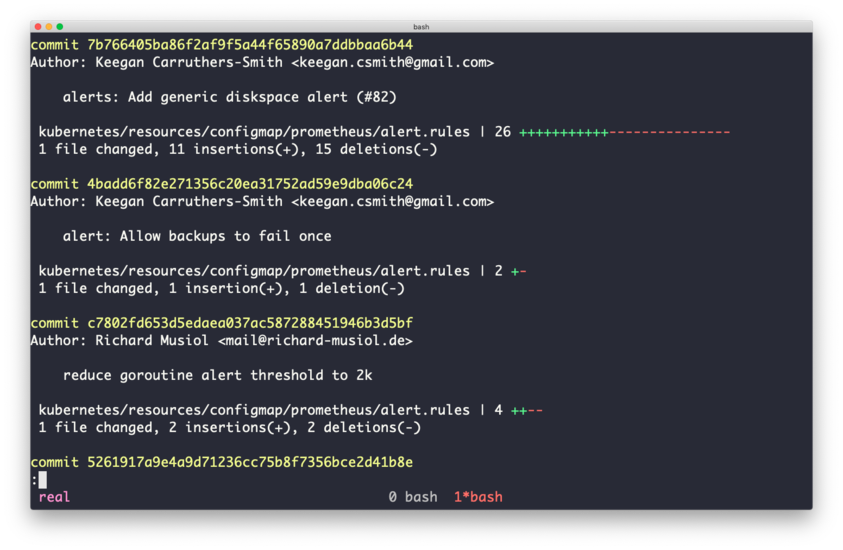 bash
commit 7b766405ba86f2af9f5a44f65890a7ddbbaa6b44
Author: Keegan Carruthers-Smith <keegan.csmith@gmail.com>
alerts: Add generic diskspace alert (#82)
kubernetes/resources/configmap/prometheus/alert.rules | 26 +++++++++++---------------
1 file changed, 11 insertions(+), 15 deletions(-)
commit 4badd6f82e271356c20ea31752ad59e9dba06c24
Author: Keegan Carruthers-Smith <keegan.csmith@gmail.com>
alert: Allow backups to fail once
kubernetes/resources/configmap/prometheus/alert.rules | 2 +-
1 file changed, 1 insertion(+), 1 deletion(-)
commit c7802fd653d5edaea037ac587288451946b3d5bf
Author: Richard Musiol <mail@richard-musiol.de>
reduce goroutine alert threshold to 2k
kubernetes/resources/configmap/prometheus/alert.rules | 4 ++--
1 file changed, 2 insertions(+), 2 deletions(-)
commit 5261917a9e4a9d71236cc75b8f7356bce2d41b8e
:
real 0 bash 1*bash